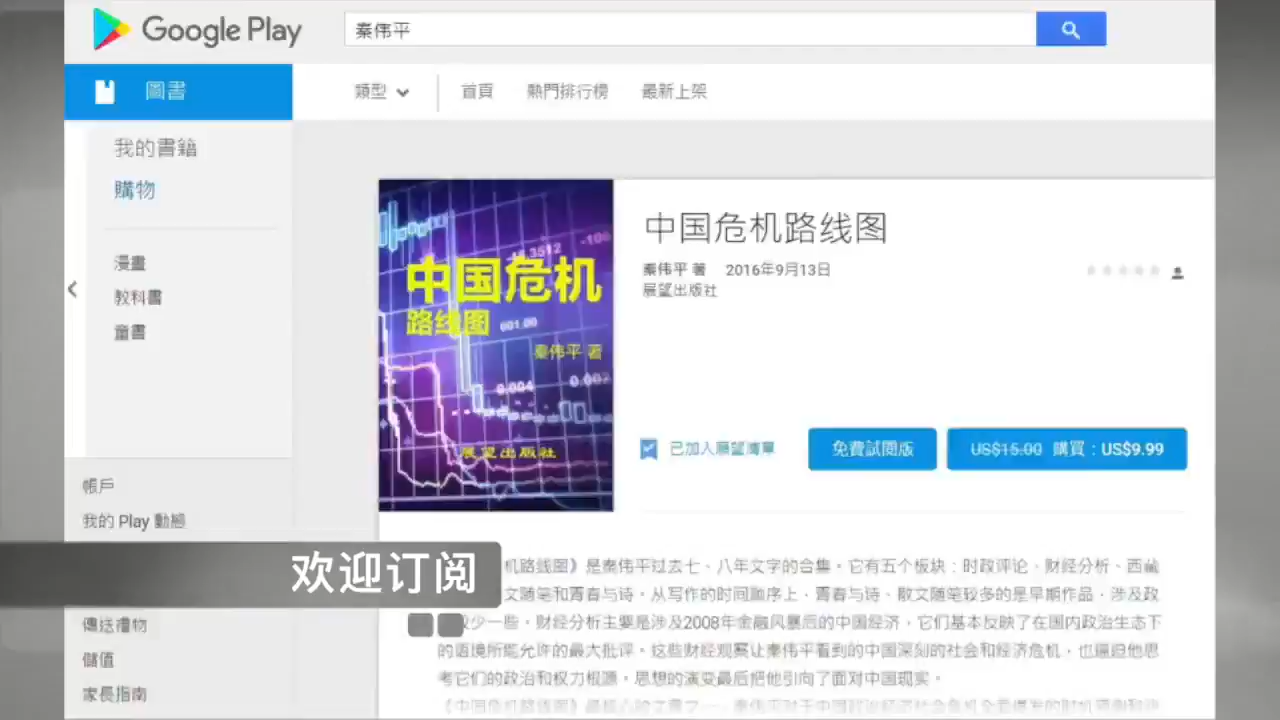 Google Play
秦伟平
圖書
類型
首頁
熱門排行榜
最新上架
我的書籍
購物
漫畫
教科書
童書
帳戶
我的 Play 動態
傳送禮物
儲值
家長指南
中国危机
路线图
601.00
秦伟平 著
0.004
0.002
展望出版社
中国危机路线图
秦伟平 著 2016年9月13日
展望出版社
已加入願望清單
免費試閱版
US$15.00 購買：US$9.99
欢迎订阅
机路线图》是秦伟平过去七、八年文字的合集。它有五个板块：时政评论、财经分析、西藏
文随笔和青春与诗。从写作的时间顺序上，青春与诗、散文随笔较多的是早期作品，涉及政
少一些。财经分析主要是涉及2008年金融风暴后的中国经济，它们基本反映了在国内政治生态下
的语境所能允许的最大批评。这些财经观察让秦伟平看到的中国深刻的社会和经济危机，也逼迫他思
考它们的政治和权力根源。思想的演变最后把他引向了面对中国现实。